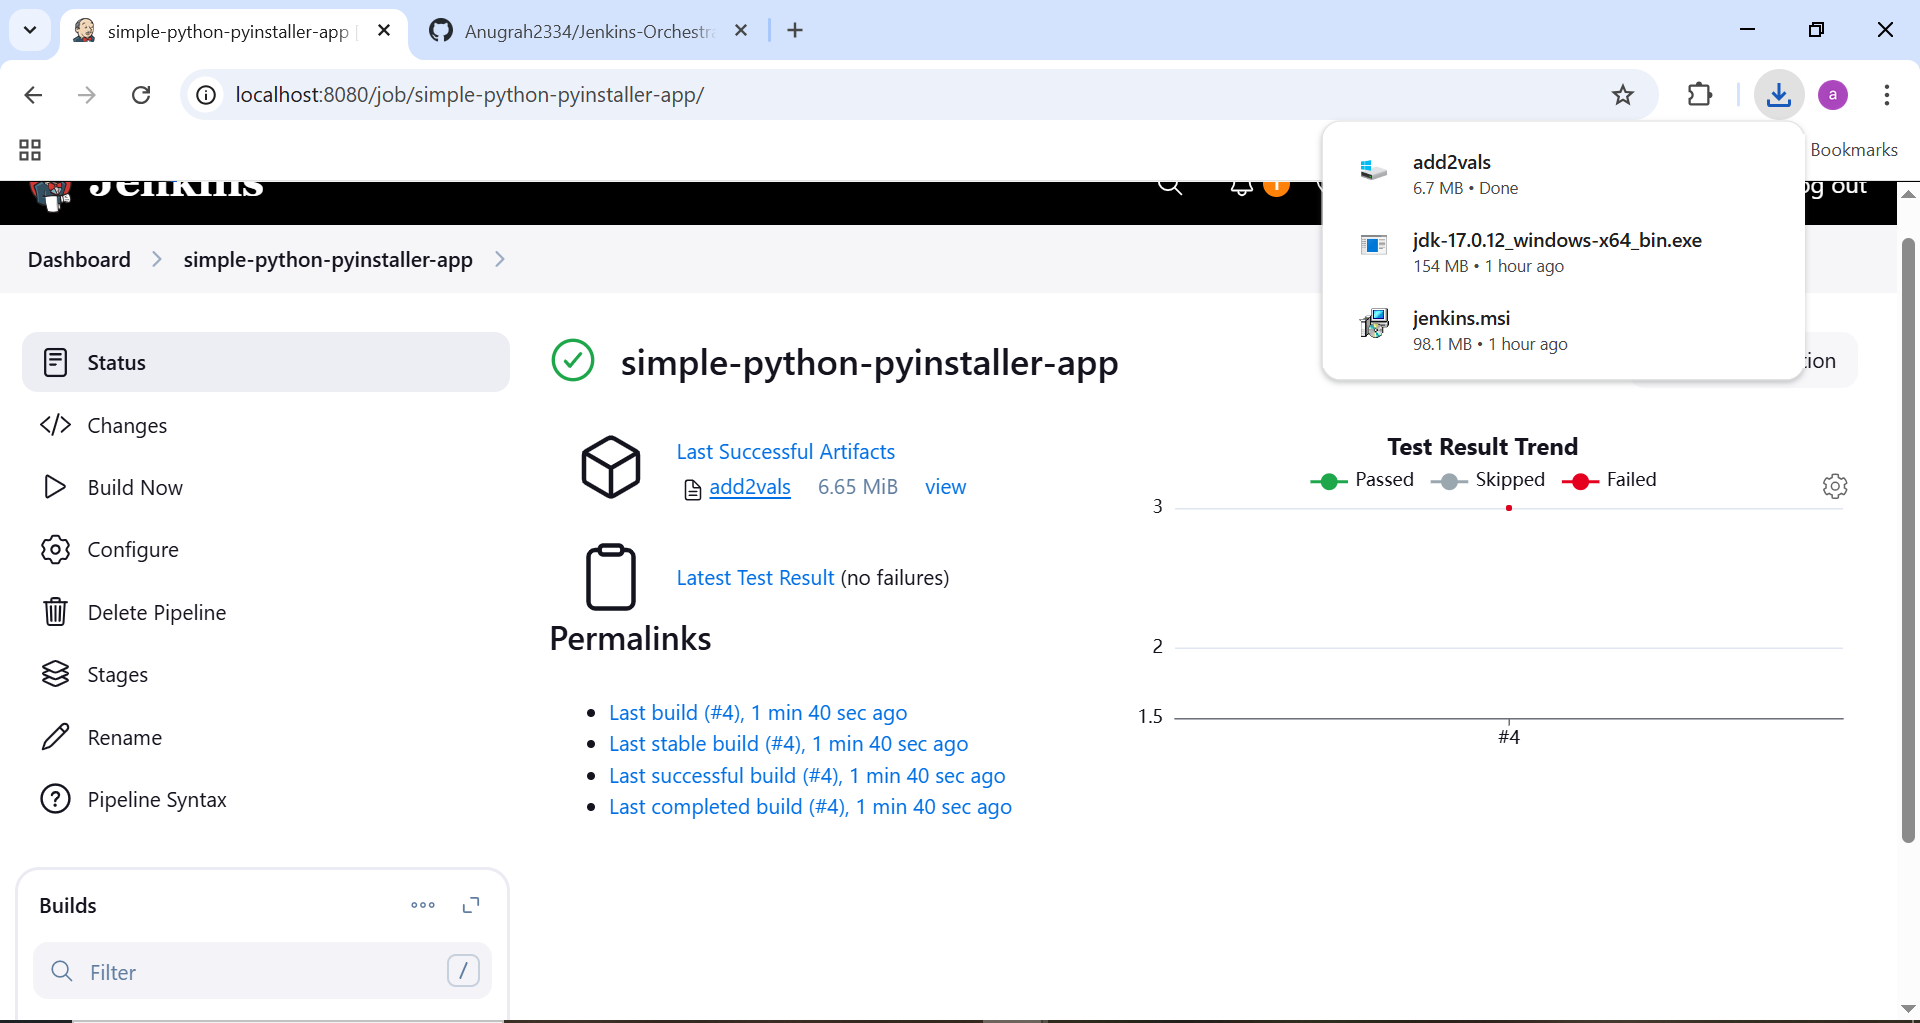 simple-python-pyinstaller-app
Anugrah2334/Jenkins-Orchestra
localhost:8080/job/simple-python-pyinstaller-app/
a
Bookmarks
add2vals
6.7 MB • Done
jdk-17.0.12_windows-x64_bin.exe
154 MB • 1 hour ago
jenkins.msi
98.1 MB • 1 hour ago
Jenkins
1
og out
Dashboard
simple-python-pyinstaller-app
Status
Changes
Build Now
Configure
Delete Pipeline
Stages
Rename
Pipeline Syntax
Builds
Filter
/
simple-python-pyinstaller-app
tion
Last Successful Artifacts
add2vals 6.65 MiB view
Latest Test Result (no failures)
Permalinks
Last build (#4), 1 min 40 sec ago
Last stable build (#4), 1 min 40 sec ago
Last successful build (#4), 1 min 40 sec ago
Last completed build (#4), 1 min 40 sec ago
Test Result Trend
Passed Skipped Failed
3
2
1.5
#4